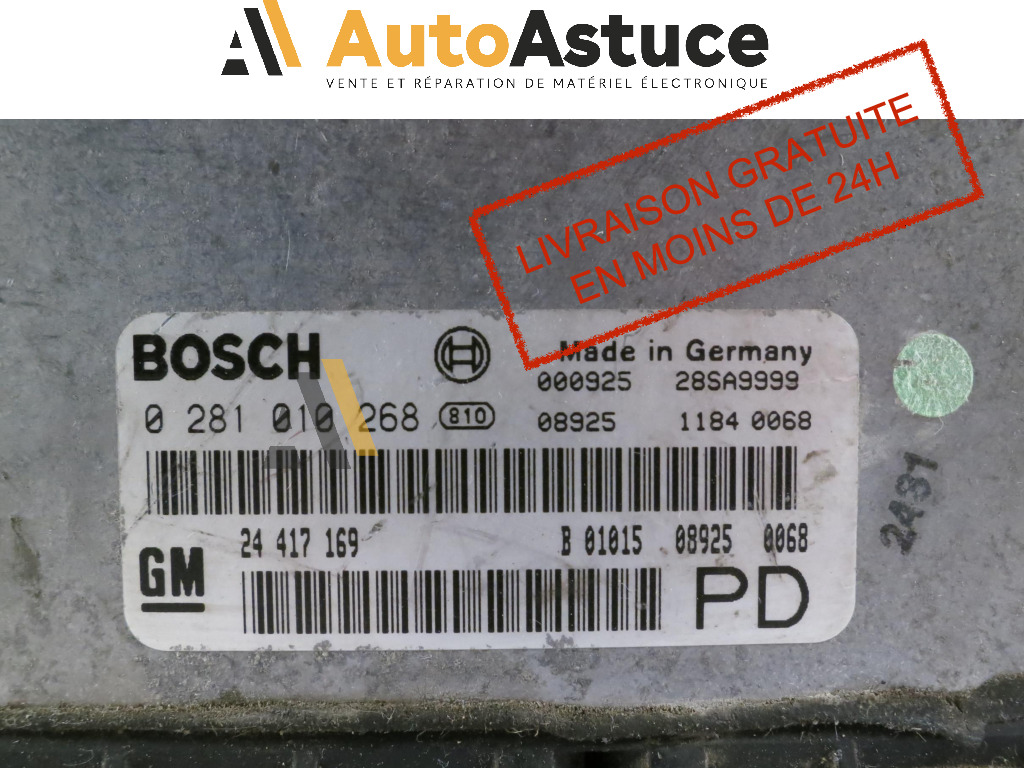 AutoAstuce
VENTE ET RÉPARATION DE MATÉRIEL ÉLECTRONIQUE
LIVRAISON GRATUITE
EN MOINS DE 24H
BOSCH
Made in Germany
000925 28SA9999
0 281 010 268 810 08925 1184 0068
24 417 169 B 01015 08925 0068
GM
PD
2481